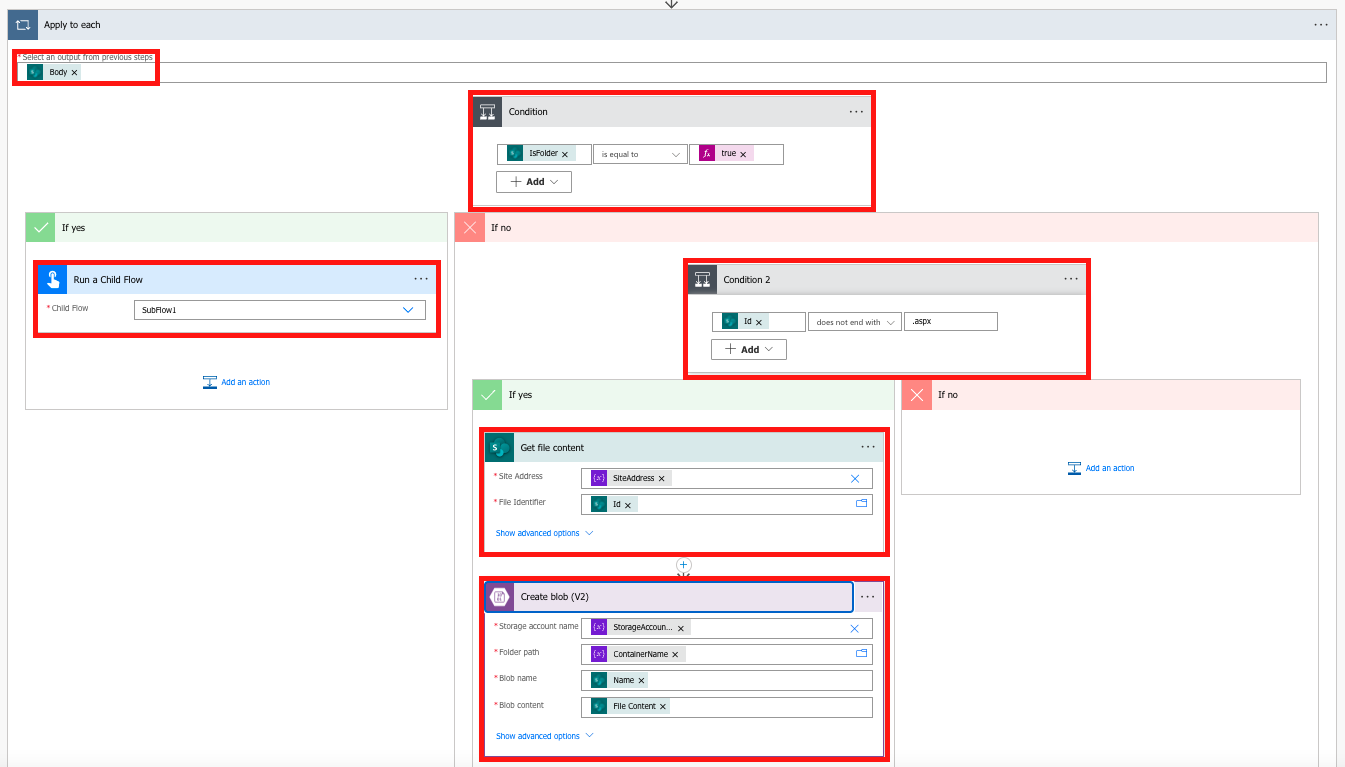 Apply to each
* Select an output from previous steps
Body
Condition
IsFolder is equal to true
Add
If yes
If no
Run a Child Flow
* Child Flow SubFlow1
Add an action
Condition 2
Id does not end with .aspx
Add
If yes
If no
Get file content
* Site Address SiteAddress
* File Identifier Id
Show advanced options
Add an action
Create blob (V2)
* Storage account name StorageAccoun...
* Folder path ContainerName
* Blob name Name
* Blob content File Content
Show advanced options